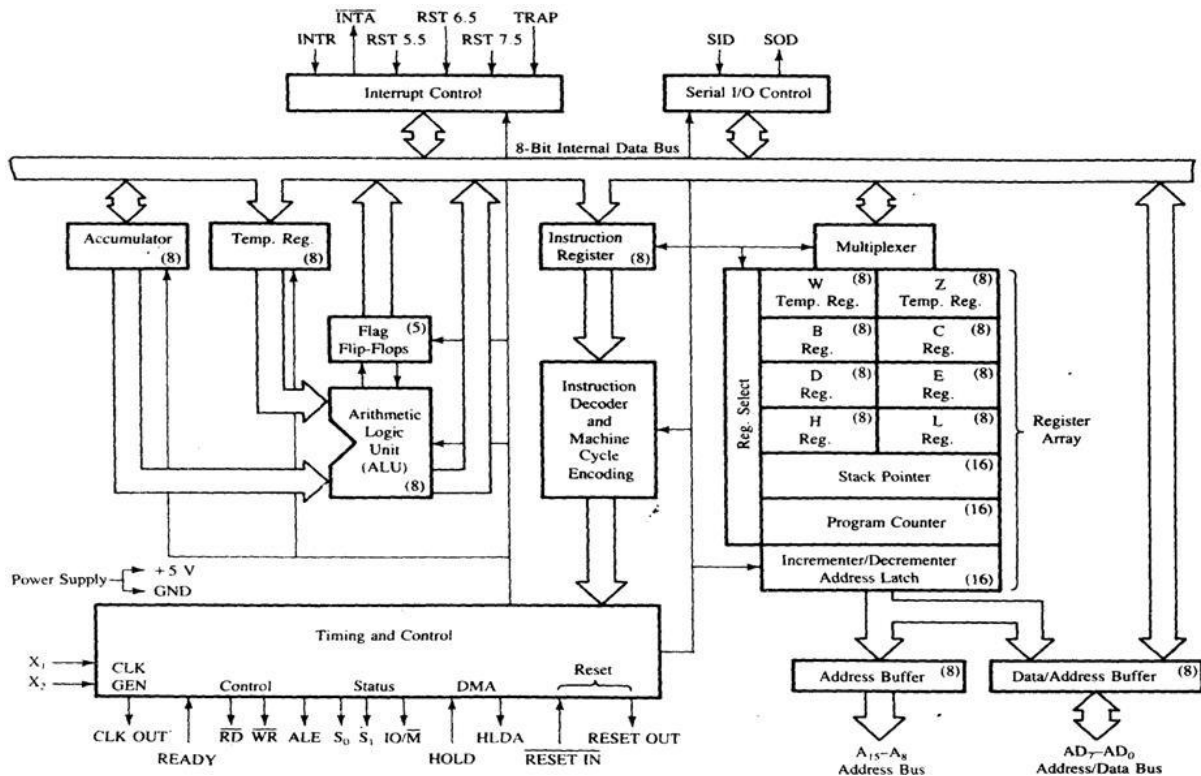 INTR
I̅N̅T̅A̅
RST 5.5
RST 6.5
RST 7.5
TRAP
Interrupt Control
SID
SOD
Serial I/O Control
8-Bit Internal Data Bus
Accumulator
(8)
Temp. Reg.
(8)
Instruction
Register
(8)
Multiplexer
Flag
Flip-Flops
(5)
Arithmetic
Logic
Unit
(ALU)
(8)
Instruction
Decoder
and
Machine
Cycle
Encoding
Reg. Select
W
Temp. Reg.
(8)
Z
Temp. Reg.
(8)
B
Reg.
(8)
C
Reg.
(8)
D
Reg.
(8)
E
Reg.
(8)
H
Reg.
(8)
L
Reg.
(8)
Stack Pointer
(16)
Program Counter
(16)
Incrementer/Decrementer
Address Latch
(16)
Register
Array
Power Supply
+5 V
GND
Timing and Control
X₁
X₂
CLK
GEN
Control
Status
DMA
Reset
CLK OUT
READY
R̅D̅
W̅R̅
ALE
S₀
S₁
IO/M̅
HOLD
HLDA
R̅E̅S̅E̅T̅ I̅N̅
RESET OUT
Address Buffer
(8)
Data/Address Buffer
(8)
A₁₅–A₈
Address Bus
AD₇–AD₀
Address/Data Bus